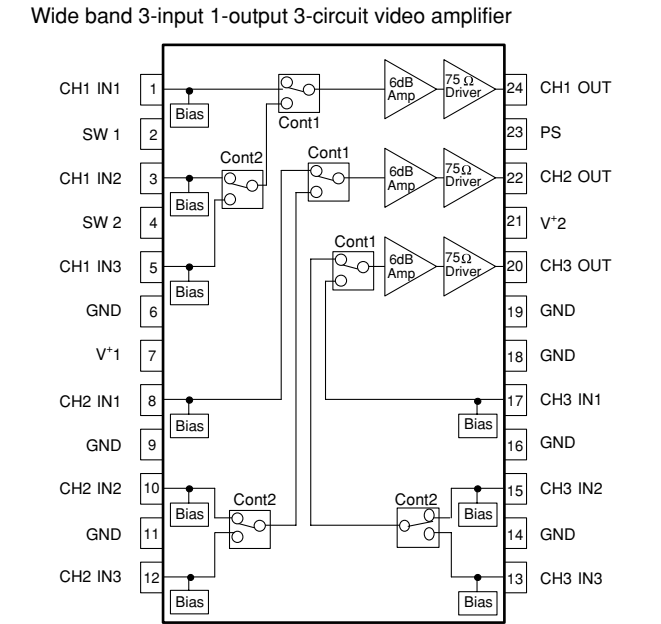 Wide band 3-input 1-output 3-circuit video amplifier
CH1 IN1 1 Bias Cont1 6dB Amp 75Ω Driver 24 CH1 OUT
SW 1 2 23 PS
CH1 IN2 3 Bias Cont2 Cont1 6dB Amp 75Ω Driver 22 CH2 OUT
SW 2 4 21 V+2
CH1 IN3 5 Bias Cont1 6dB Amp 75Ω Driver 20 CH3 OUT
GND 6 19 GND
V+1 7 18 GND
CH2 IN1 8 Bias Bias 17 CH3 IN1
GND 9 16 GND
CH2 IN2 10 Bias Cont2 Cont2 Bias 15 CH3 IN2
GND 11 14 GND
CH2 IN3 12 Bias Bias 13 CH3 IN3